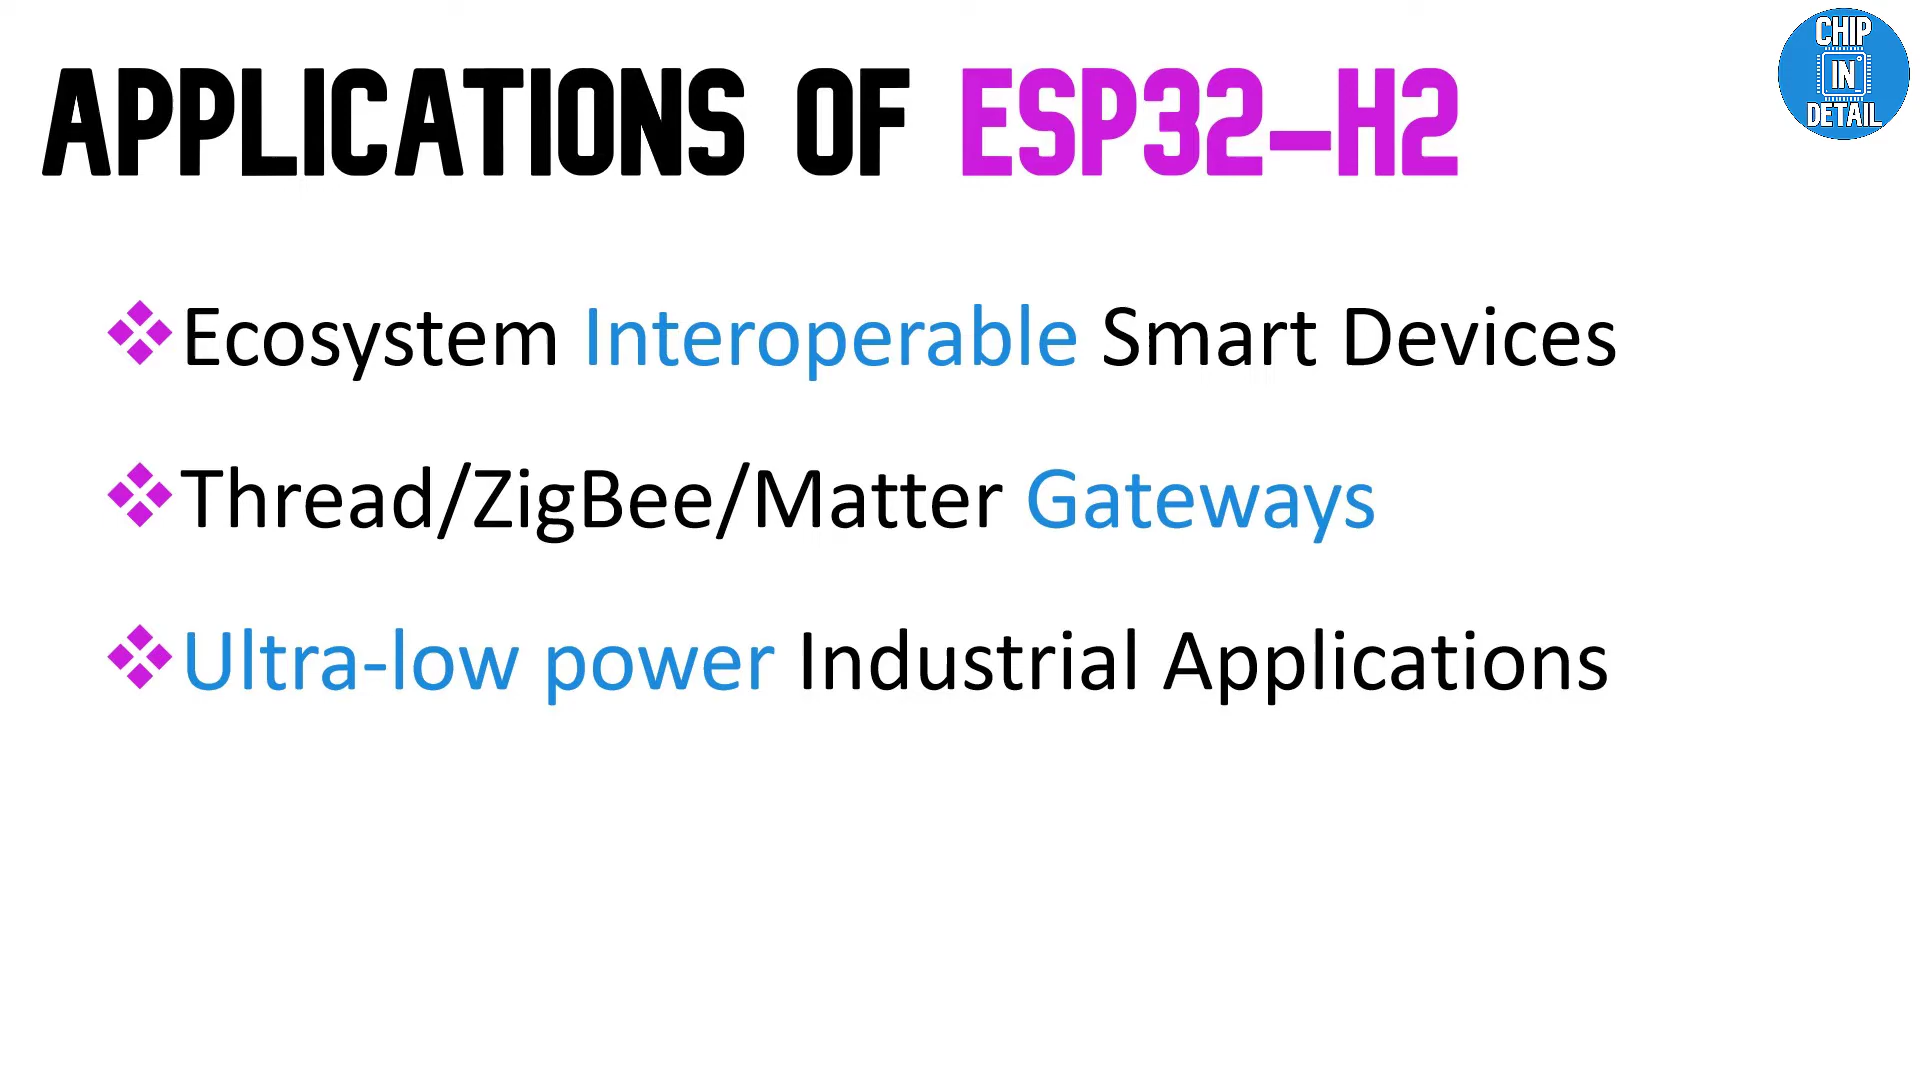 APPLICATIONS OF ESP32-H2
CHIP
IN
DETAIL
Ecosystem Interoperable Smart Devices
Thread/ZigBee/Matter Gateways
Ultra-low power Industrial Applications